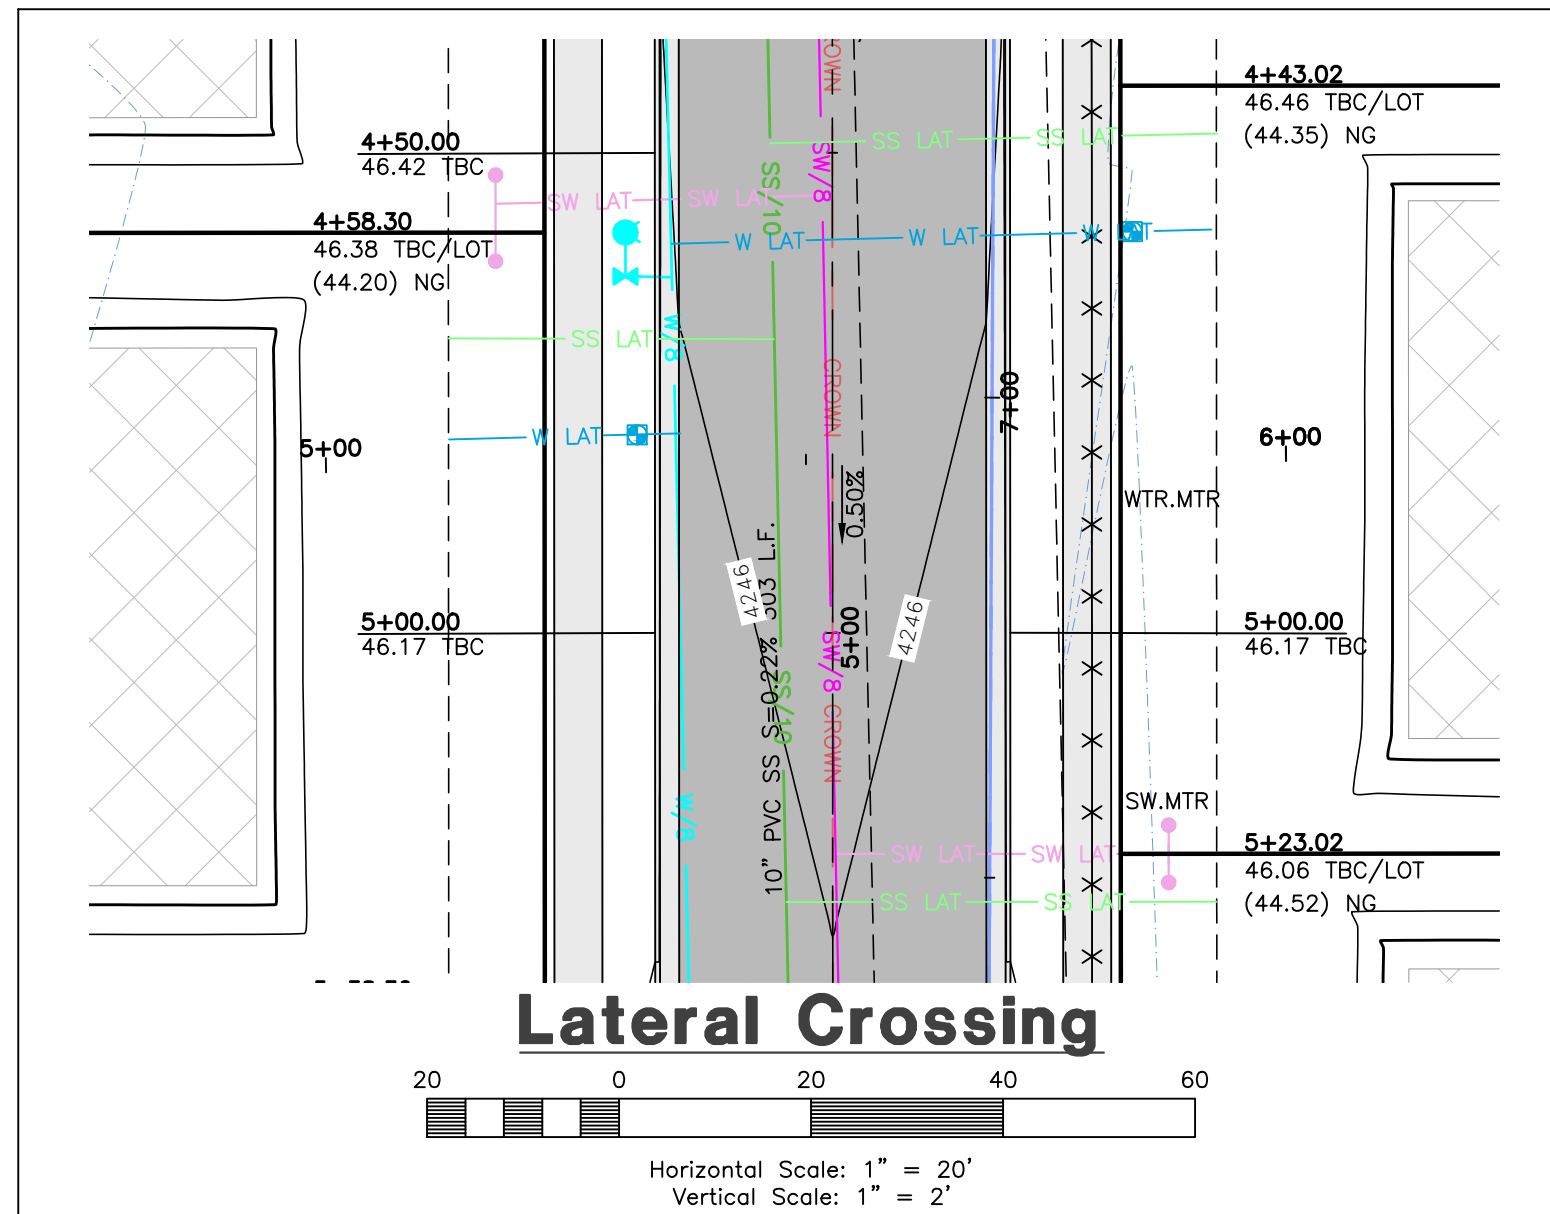 CROWN
4+43.02
46.46 TBC/LOT
(44.35) NG
4+50.00
46.42 TBC
SS LAT
SS LAT
SW/8
SS/10
SW LAT
SW LAT
4+58.30
46.38 TBC/LOT
(44.20) NG
W LAT
W LAT
W LAT
SS LAT
W/8
CROWN
7+00
W LAT
5+00
6+00
0.50%
WTR.MTR
4246
4246
10” PVC SS S=0.22% 303 L.F.
5+00
5+00.00
46.17 TBC
5+00.00
46.17 TBC
SW/8
SS/10
CROWN
W/8
SW.MTR
SW LAT
SW LAT
5+23.02
46.06 TBC/LOT
(44.52) NG
SS LAT
SS LAT
Lateral Crossing
20 0 20 40 60
Horizontal Scale: 1” = 20’
Vertical Scale: 1” = 2’